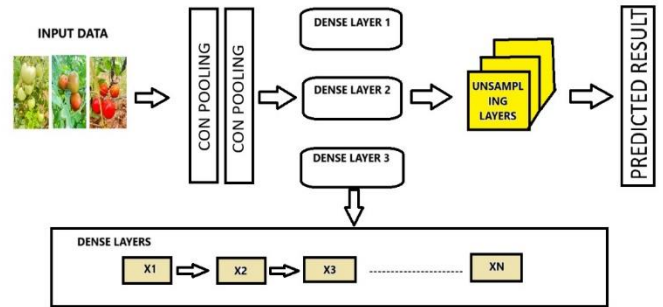 INPUT DATA
CON POOLING
CON POOLING
DENSE LAYER 1
DENSE LAYER 2
DENSE LAYER 3
UNSAMPL
ING
LAYERS
PREDICTED RESULT
DENSE LAYERS
X1
X2
X3
XN